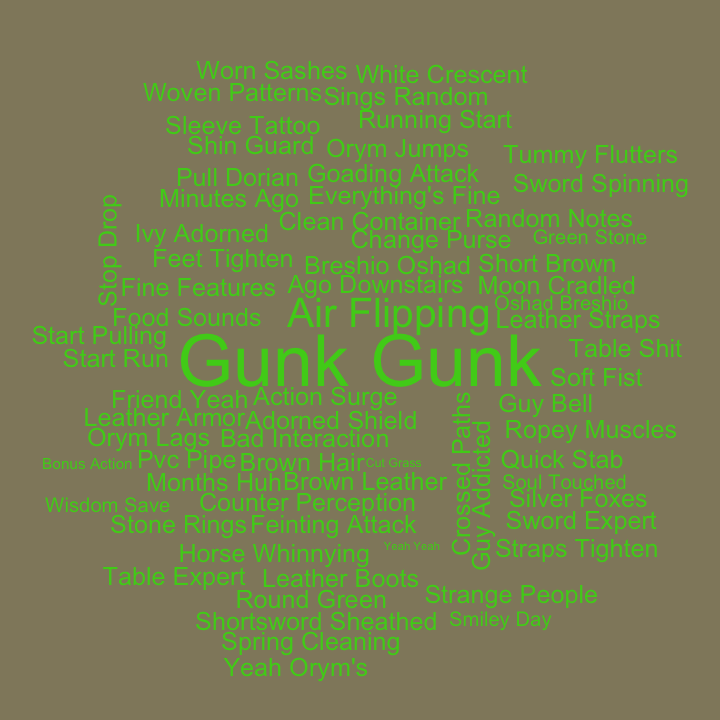 Worn Sashes
White Crescent
Woven Patterns
Sings Random
Running Start
Sleeve Tattoo
Shin Guard
Orym Jumps
Tummy Flutters
Pull Dorian
Goading Attack
Sword Spinning
Minutes Ago
Everything's Fine
Stop Drop
Clean Container
Random Notes
Ivy Adorned
Change Purse
Green Stone
Feet Tighten
Breshio Oshad
Short Brown
Fine Features
Ago Downstairs
Moon Cradled
Oshad Breshio
Food Sounds
Air Flipping
Leather Straps
Start Pulling
Table Shit
Start Run
Gunk Gunk
Soft Fist
Friend Yeah
Action Surge
Guy Bell
Leather Armor
Adorned Shield
Crossed Paths
Guy Addicted
Ropey Muscles
Orym Lags
Bad Interaction
Bonus Action
Pvc Pipe
Brown Hair
Cut Grass
Quick Stab
Months Huh
Brown Leather
Soul Touched
Wisdom Save
Counter Perception
Silver Foxes
Stone Rings
Feinting Attack
Sword Expert
Horse Whinnying
Yeah Yeah
Straps Tighten
Table Expert
Leather Boots
Round Green
Strange People
Shortsword Sheathed
Smiley Day
Spring Cleaning
Yeah Orym's